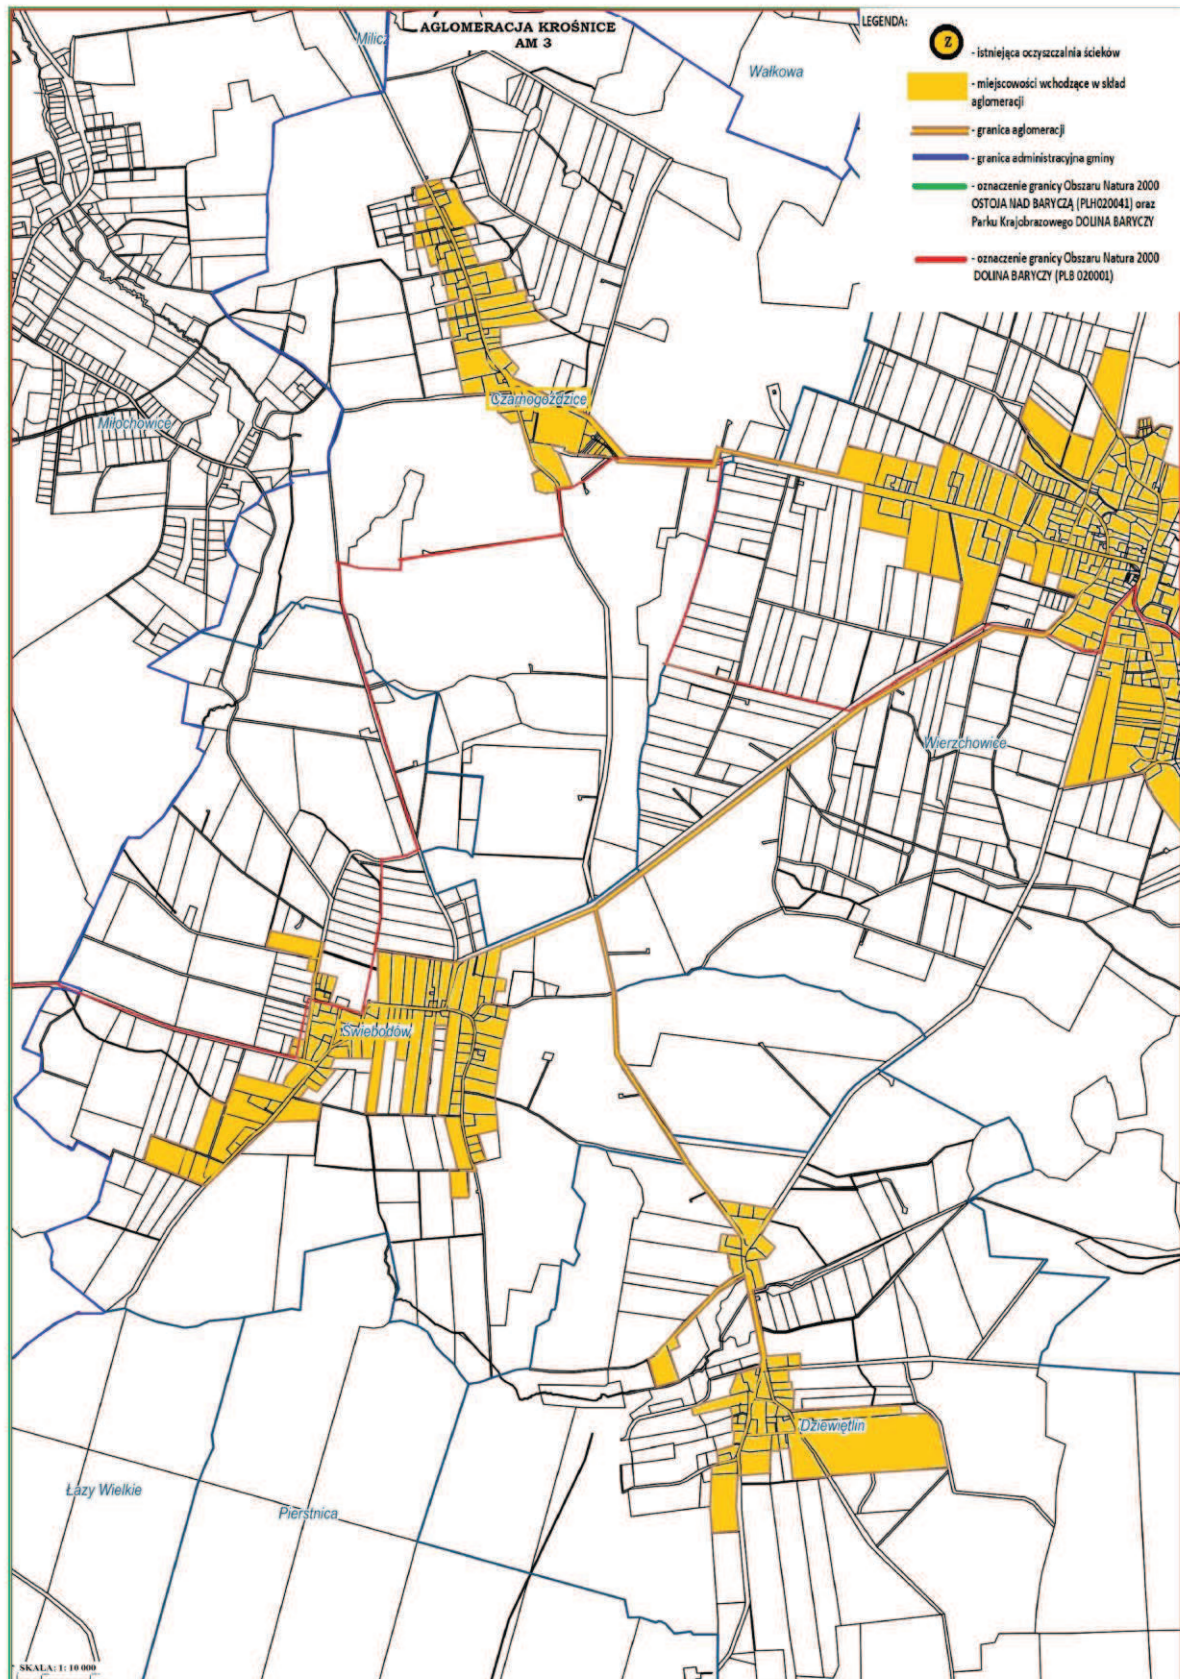 AGLOMERACJA KROŚNICE
AM 3
LEGENDA:
Z
- istniejąca oczyszczalnia ścieków
- miejscowości wchodzące w skład
aglomeracji
- granica aglomeracji
- granica administracyjna gminy
- oznaczenie granicy Obszaru Natura 2000
OSTOJA NAD BARYCZĄ (PLH020041) oraz
Parku Krajobrazowego DOLINA BARYCZY
- oznaczenie granicy Obszaru Natura 2000
DOLINA BARYCZY (PLB 020001)
Milicz
Wałkowa
Czarnogoździce
Miłochowice
Wierzchowice
Świebodów
Dziewiętlin
Łazy Wielkie
Pierstnica
SKALA: 1: 10 000